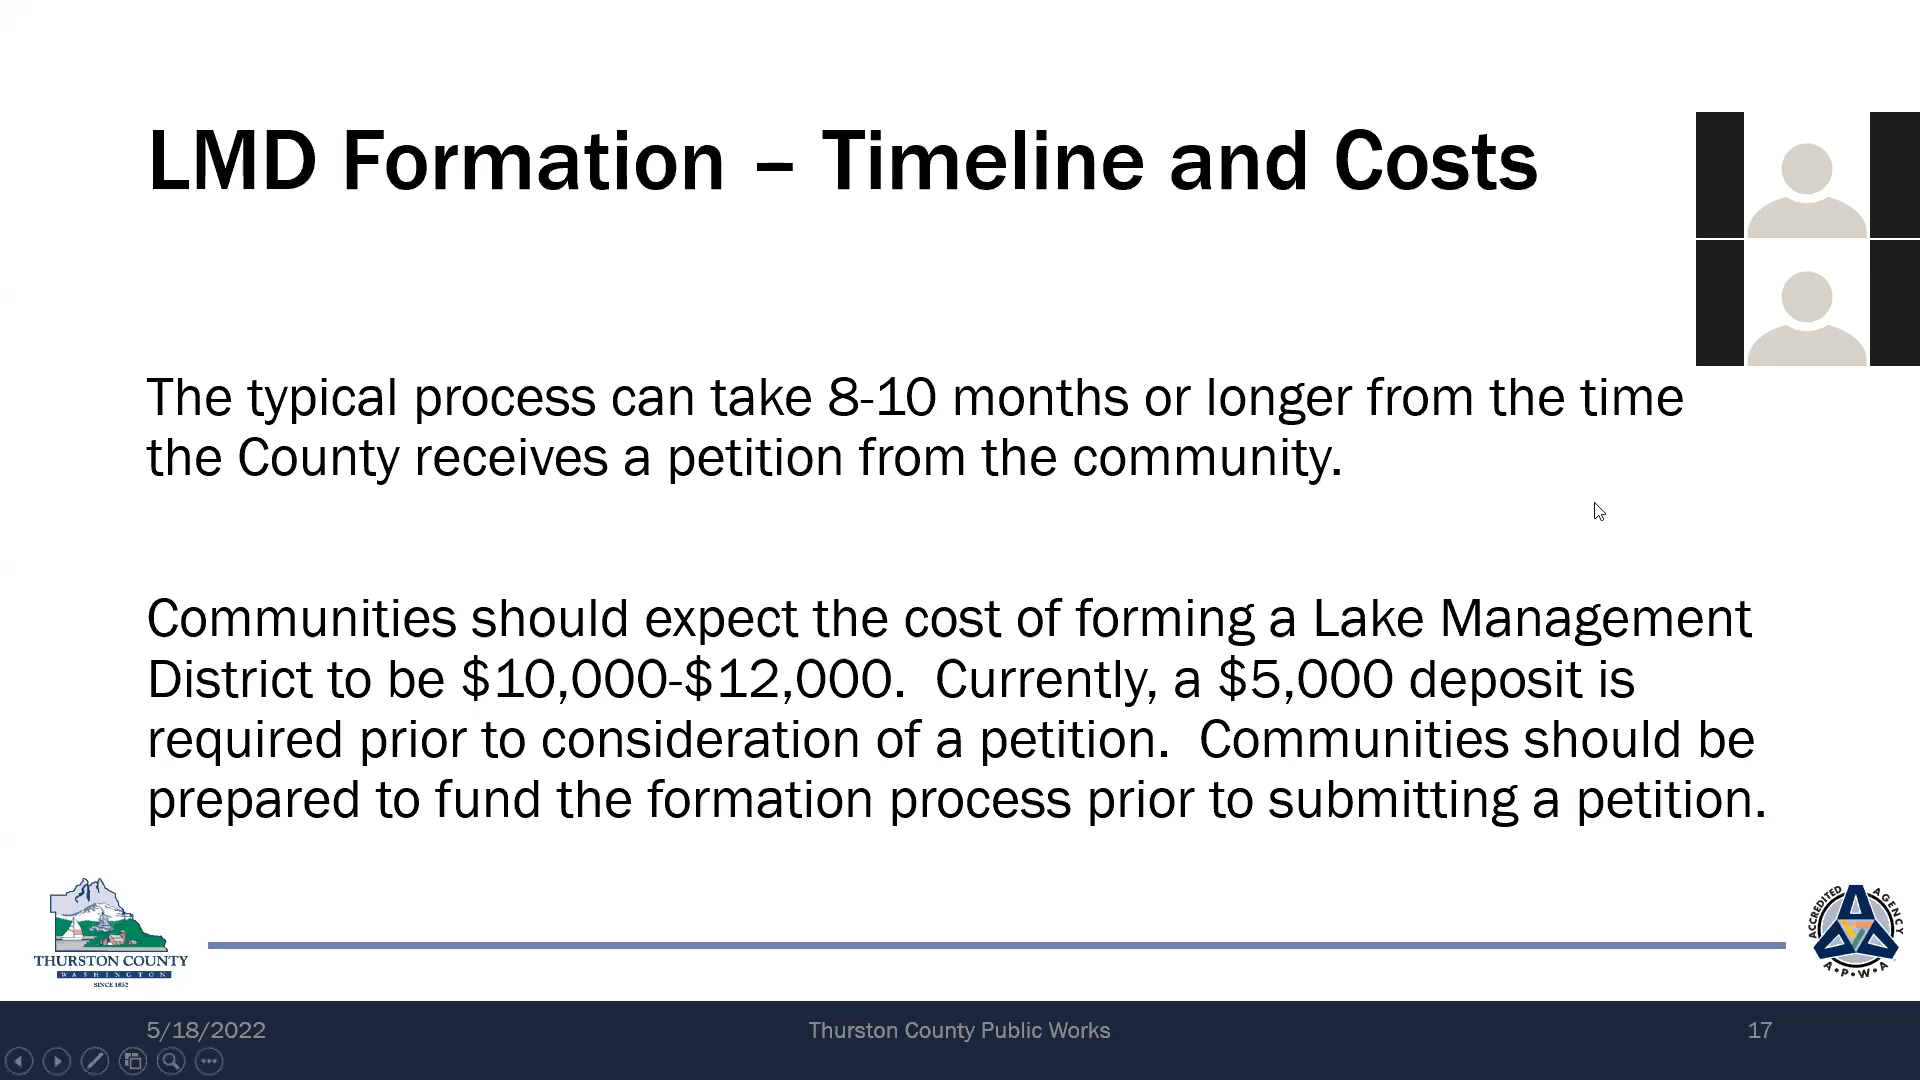 LMD Formation – Timeline and Costs
The typical process can take 8-10 months or longer from the time
the County receives a petition from the community.
Communities should expect the cost of forming a Lake Management
District to be $10,000-$12,000.  Currently, a $5,000 deposit is
required prior to consideration of a petition.  Communities should be
prepared to fund the formation process prior to submitting a petition.
THURSTON COUNTY
WASHINGTON
SINCE 1852
ACCREDITED AGENCY
A•P•W•A
5/18/2022
Thurston County Public Works
17